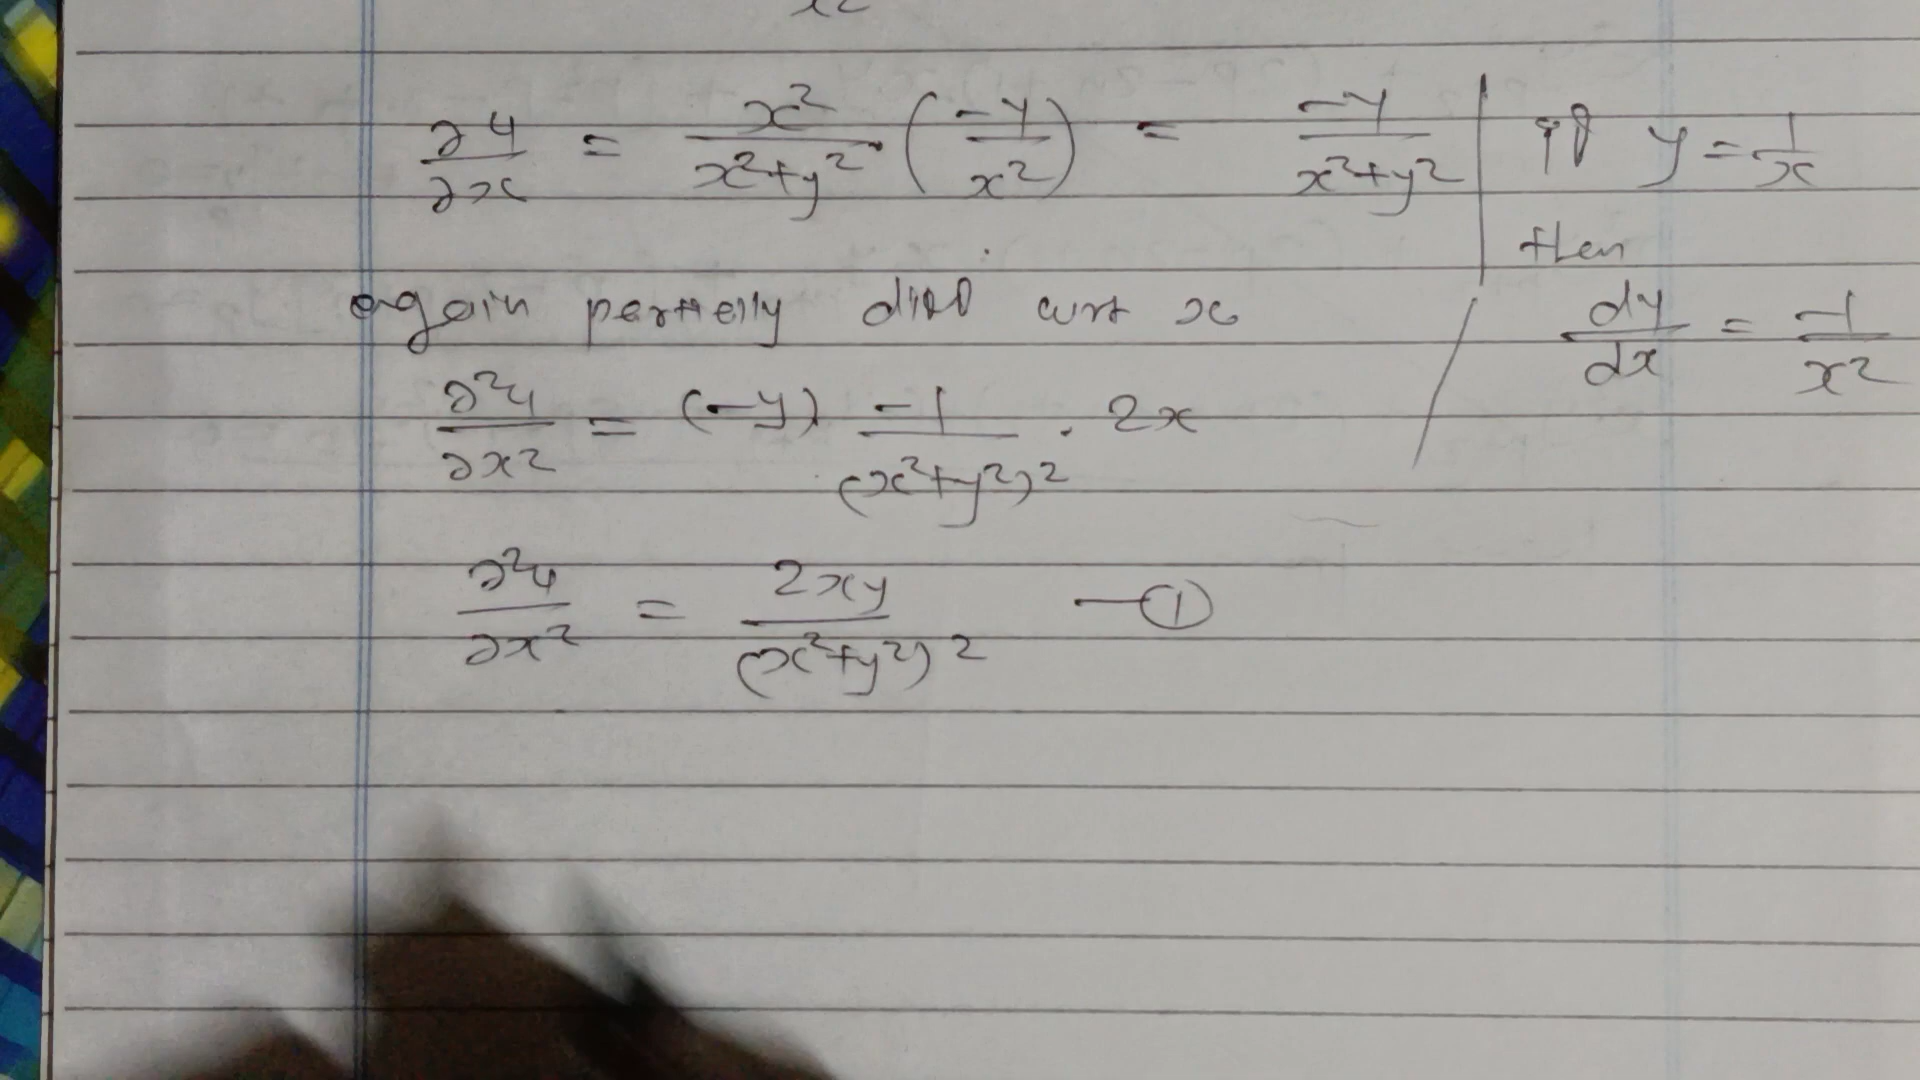 ∂u/∂x = x²/(x²+y²) · (-y/x²) = -y/(x²+y²)
if y = 1/x
then
dy/dx = -1/x²
again partially diff wrt x
∂²u/∂x² = (-y) -1/(x²+y²)² · 2x
∂²u/∂x² = 2xy/(x²+y²)² —①